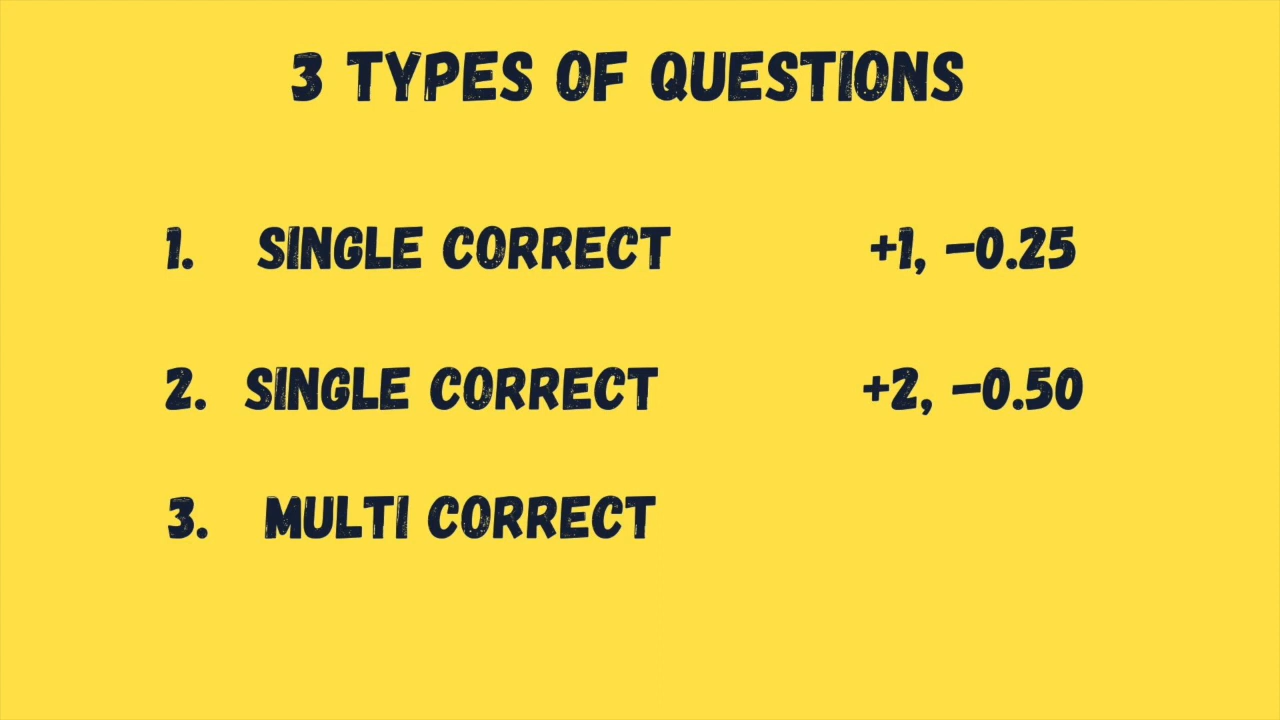 3 TYPES OF QUESTIONS
1. SINGLE CORRECT +1, –0.25
2. SINGLE CORRECT +2, –0.50
3. MULTI CORRECT